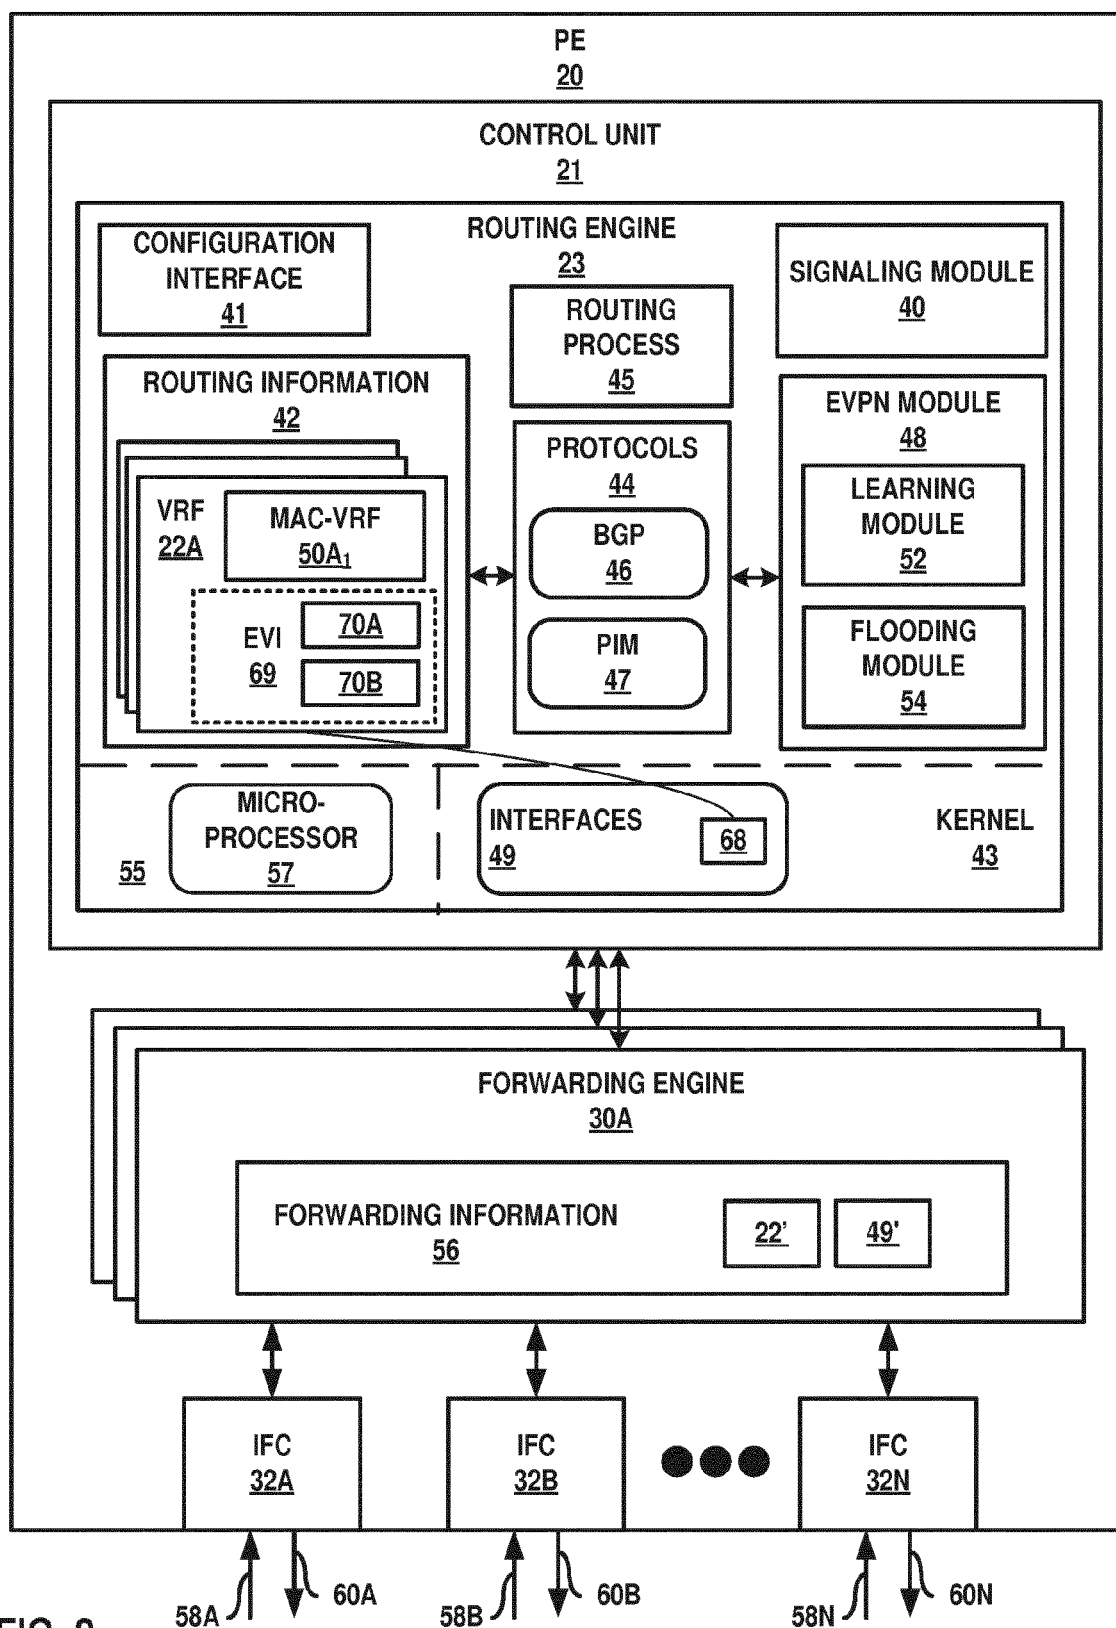 PE
20
CONTROL UNIT
21
ROUTING ENGINE
23
CONFIGURATION
INTERFACE
41
ROUTING
PROCESS
45
SIGNALING MODULE
40
ROUTING INFORMATION
42
VRF
22A
MAC-VRF
50A1
EVI
69
70A
70B
PROTOCOLS
44
BGP
46
PIM
47
EVPN MODULE
48
LEARNING
MODULE
52
FLOODING
MODULE
54
MICRO-
PROCESSOR
57
55
INTERFACES
49
68
KERNEL
43
FORWARDING ENGINE
30A
FORWARDING INFORMATION
56
22'
49'
IFC
32A
IFC
32B
IFC
32N
58A
60A
58B
60B
58N
60N